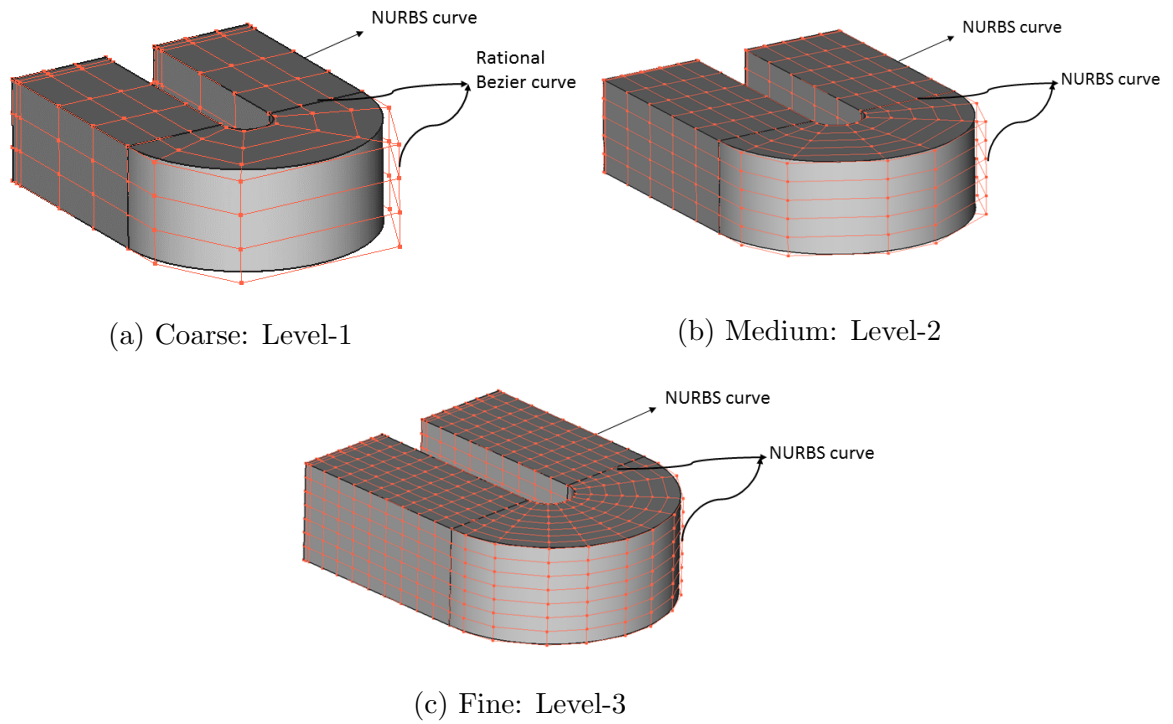 NURBS curve
Rational
Bezier curve
(a) Coarse: Level-1
NURBS curve
NURBS curve
(b) Medium: Level-2
NURBS curve
NURBS curve
(c) Fine: Level-3